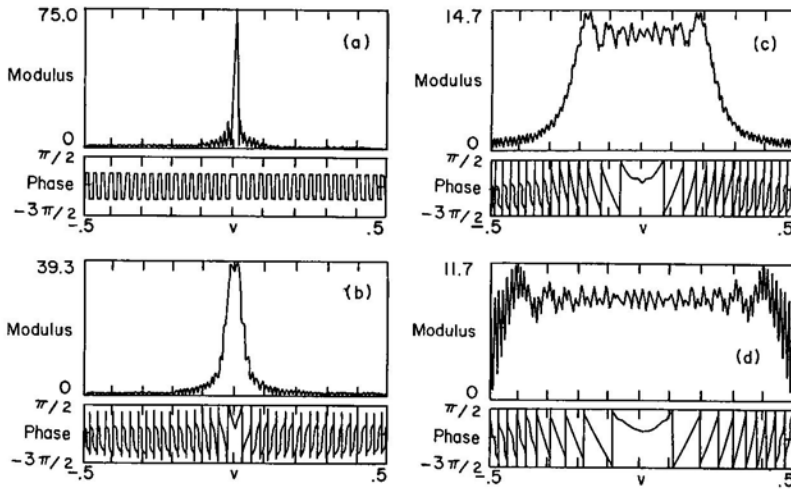 75.0
(a)
Modulus
0
π/2
Phase
-3π/2
-.5
v
.5
39.3
(b)
Modulus
0
π/2
Phase
-3π/2
-.5
v
.5
14.7
(c)
Modulus
0
π/2
Phase
-3π/2
-.5
v
.5
11.7
Modulus
(d)
0
π/2
Phase
-3π/2
-.5
v
.5